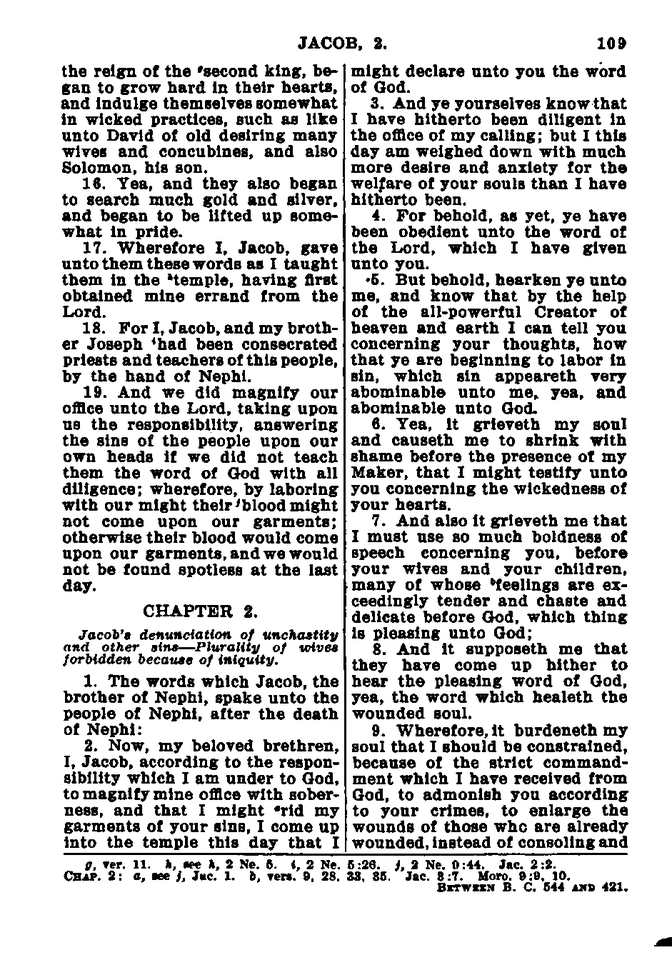 JACOB, 2. 109
the reign of the ᵍsecond king, be-
gan to grow hard in their hearts,
and indulge themselves somewhat
in wicked practices, such as like
unto David of old desiring many
wives and concubines, and also
Solomon, his son.
16. Yea, and they also began
to search much gold and silver,
and began to be lifted up some-
what in pride.
17. Wherefore I, Jacob, gave
unto them these words as I taught
them in the ʰtemple, having first
obtained mine errand from the
Lord.
18. For I, Jacob, and my broth-
er Joseph ⁱhad been consecrated
priests and teachers of this people,
by the hand of Nephi.
19. And we did magnify our
office unto the Lord, taking upon
us the responsibility, answering
the sins of the people upon our
own heads if we did not teach
them the word of God with all
diligence; wherefore, by laboring
with our might their ʲblood might
not come upon our garments;
otherwise their blood would come
upon our garments, and we would
not be found spotless at the last
day.
CHAPTER 2.
Jacob's denunciation of unchastity
and other sins—Plurality of wives
forbidden because of iniquity.
1. The words which Jacob, the
brother of Nephi, spake unto the
people of Nephi, after the death
of Nephi:
2. Now, my beloved brethren,
I, Jacob, according to the respon-
sibility which I am under to God,
to magnify mine office with sober-
ness, and that I might ᵃrid my
garments of your sins, I come up
into the temple this day that I
might declare unto you the word
of God.
3. And ye yourselves know that
I have hitherto been diligent in
the office of my calling; but I this
day am weighed down with much
more desire and anxiety for the
welfare of your souls than I have
hitherto been.
4. For behold, as yet, ye have
been obedient unto the word of
the Lord, which I have given
unto you.
5. But behold, hearken ye unto
me, and know that by the help
of the all-powerful Creator of
heaven and earth I can tell you
concerning your thoughts, how
that ye are beginning to labor in
sin, which sin appeareth very
abominable unto me, yea, and
abominable unto God.
6. Yea, it grieveth my soul
and causeth me to shrink with
shame before the presence of my
Maker, that I might testify unto
you concerning the wickedness of
your hearts.
7. And also it grieveth me that
I must use so much boldness of
speech concerning you, before
your wives and your children,
many of whose ᵇfeelings are ex-
ceedingly tender and chaste and
delicate before God, which thing
is pleasing unto God;
8. And it supposeth me that
they have come up hither to
hear the pleasing word of God,
yea, the word which healeth the
wounded soul.
9. Wherefore, it burdeneth my
soul that I should be constrained,
because of the strict command-
ment which I have received from
God, to admonish you according
to your crimes, to enlarge the
wounds of those who are already
wounded, instead of consoling and
g, ver. 11. h, see h, 2 Ne. 5. i, 2 Ne. 5:26. j, 2 Ne. 9:44. Jac. 2:2.
CHAP. 2: a, see j, Jac. 1. b, vers. 9, 28, 33, 35. Jac. 3:7. Moro. 9:9, 10.
BETWEEN B. C. 544 AND 421.